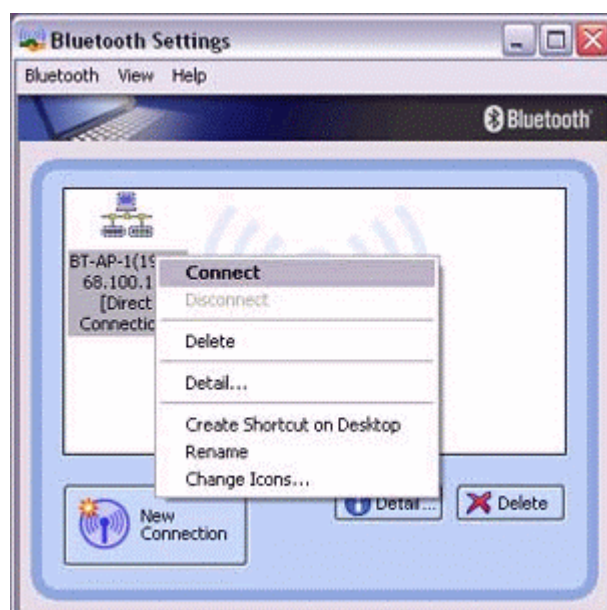 Bluetooth Settings
Bluetooth View Help
Bluetooth
BT-AP-1(19
68.100.1
[Direct
Connectio
Connect
Disconnect
Delete
Detail...
Create Shortcut on Desktop
Rename
Change Icons...
New
Connection
Detail...
Delete